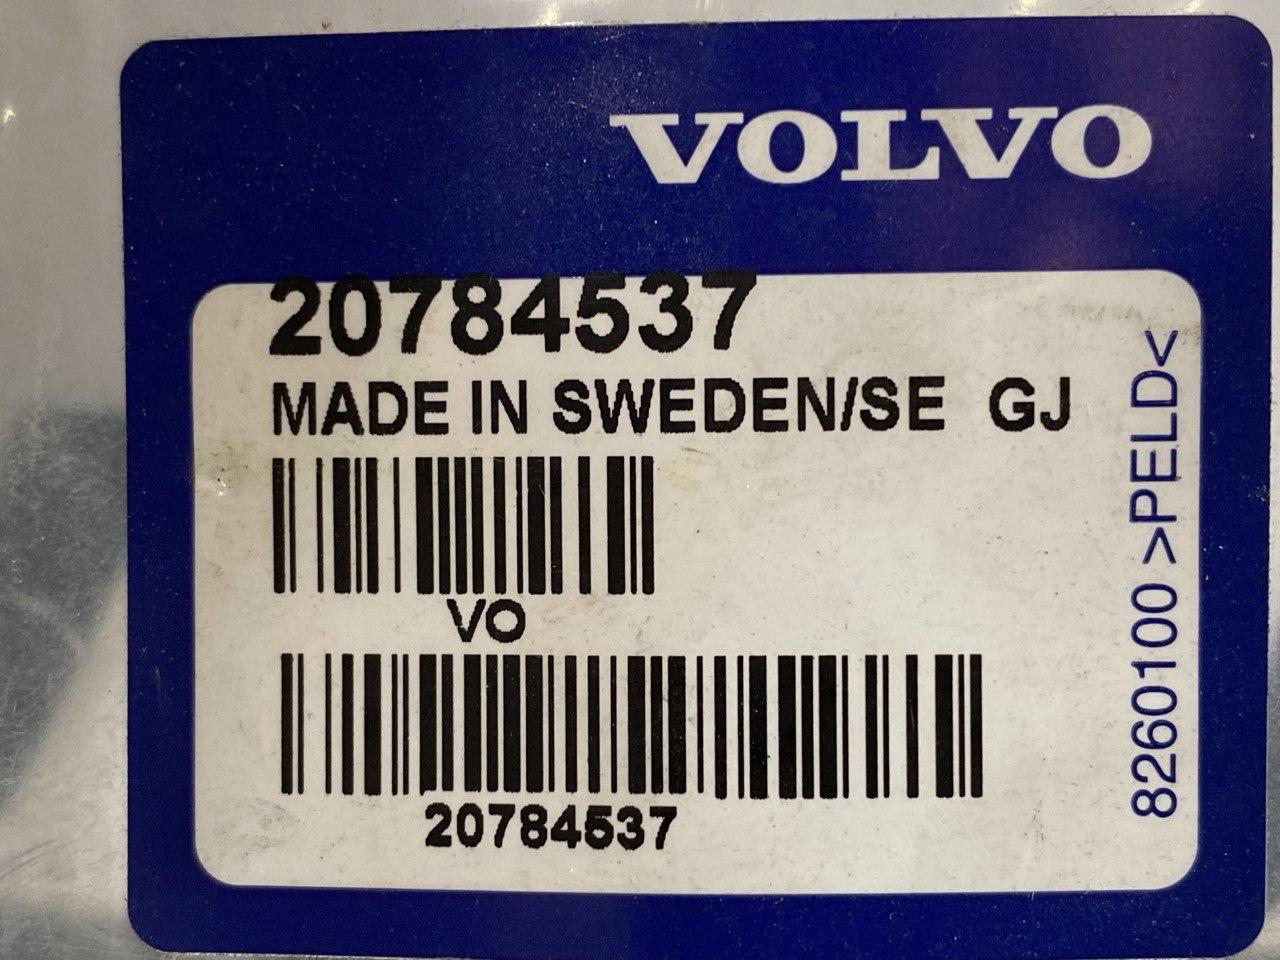 VOLVO
20784537
MADE IN SWEDEN/SE GJ
VO
20784537
8260100 >PELD<